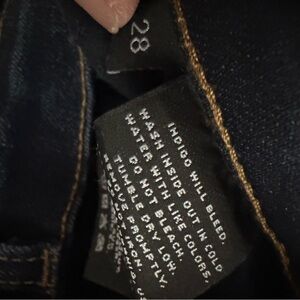 28
INDIGO WILL BLEED.
WASH INSIDE OUT IN COLD
WATER WITH LIKE COLORS.
DO NOT BLEACH.
TUMBLE DRY LOW.
REMOVE PROMPTLY.